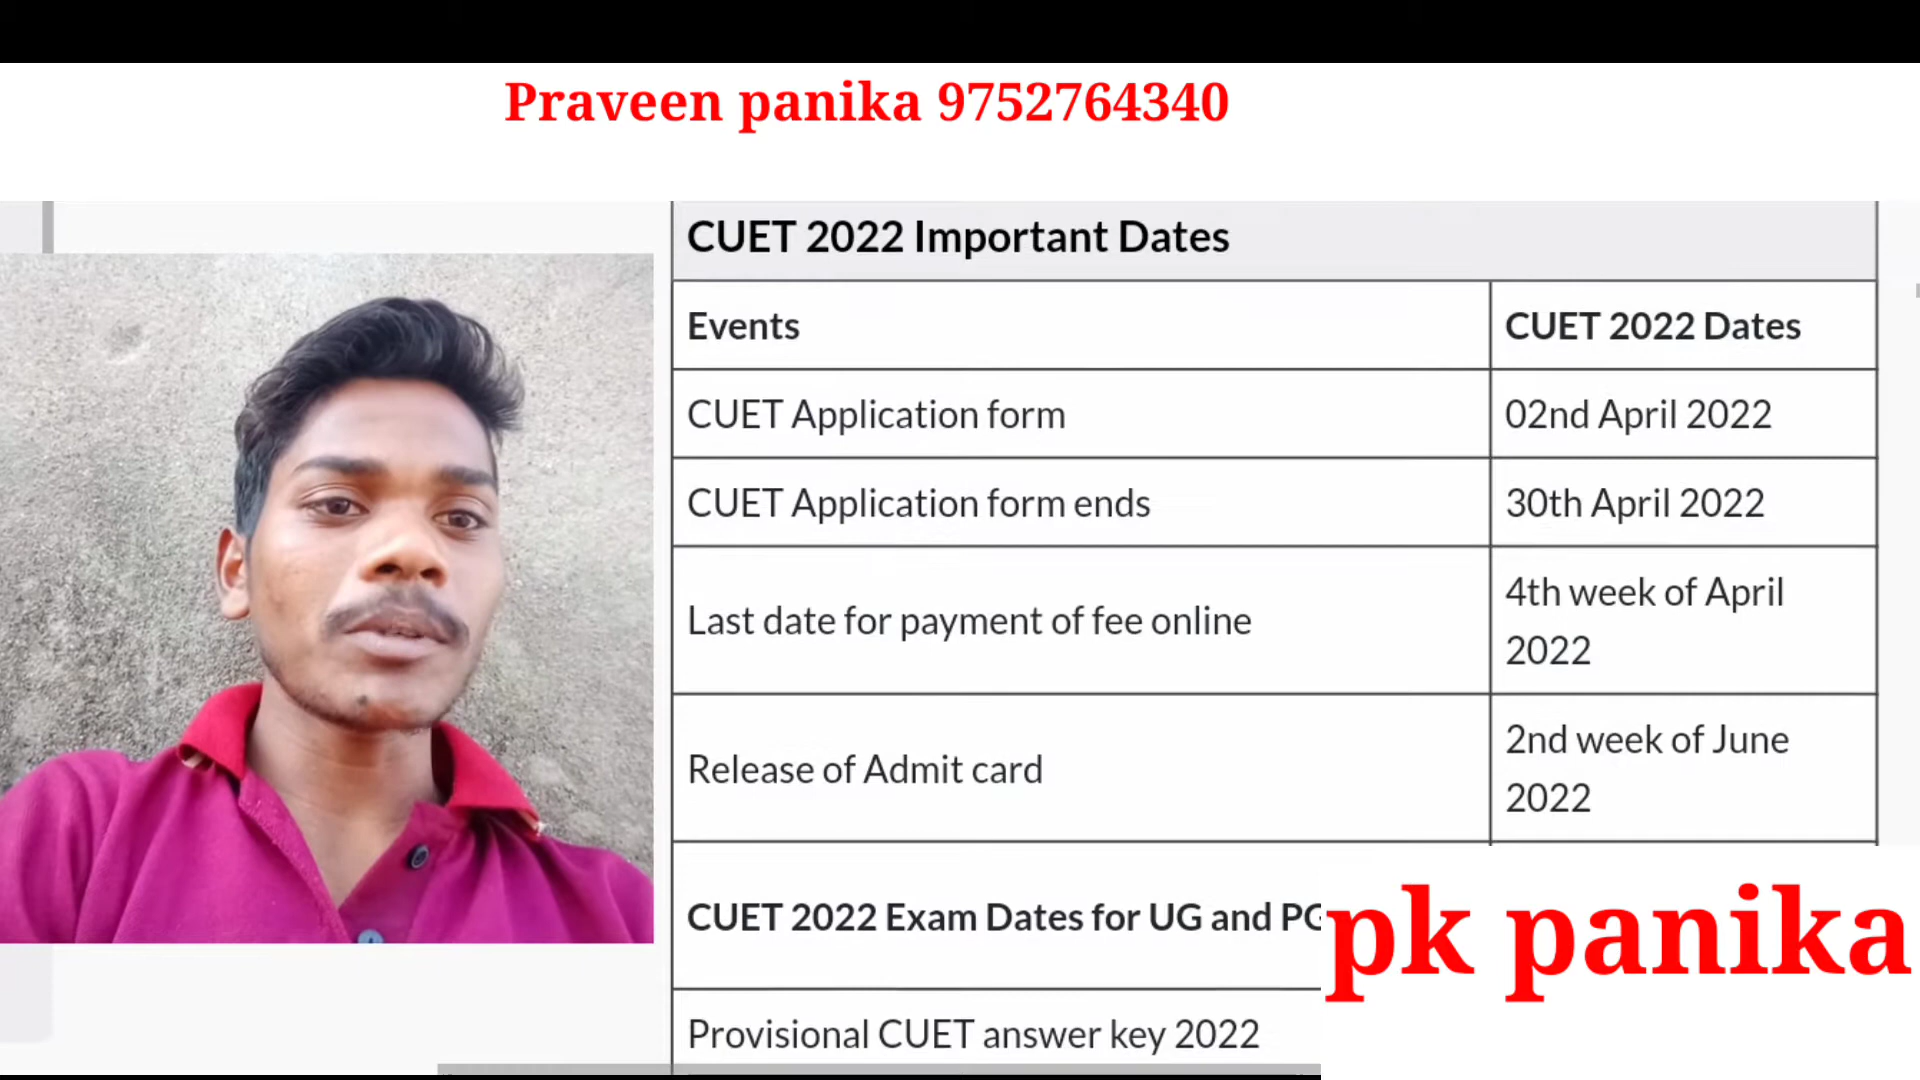 Praveen panika 9752764340
CUET 2022 Important Dates
Events
CUET 2022 Dates
CUET Application form
02nd April 2022
CUET Application form ends
30th April 2022
Last date for payment of fee online
4th week of April
2022
Release of Admit card
2nd week of June
2022
CUET 2022 Exam Dates for UG and PG
pk panika
Provisional CUET answer key 2022